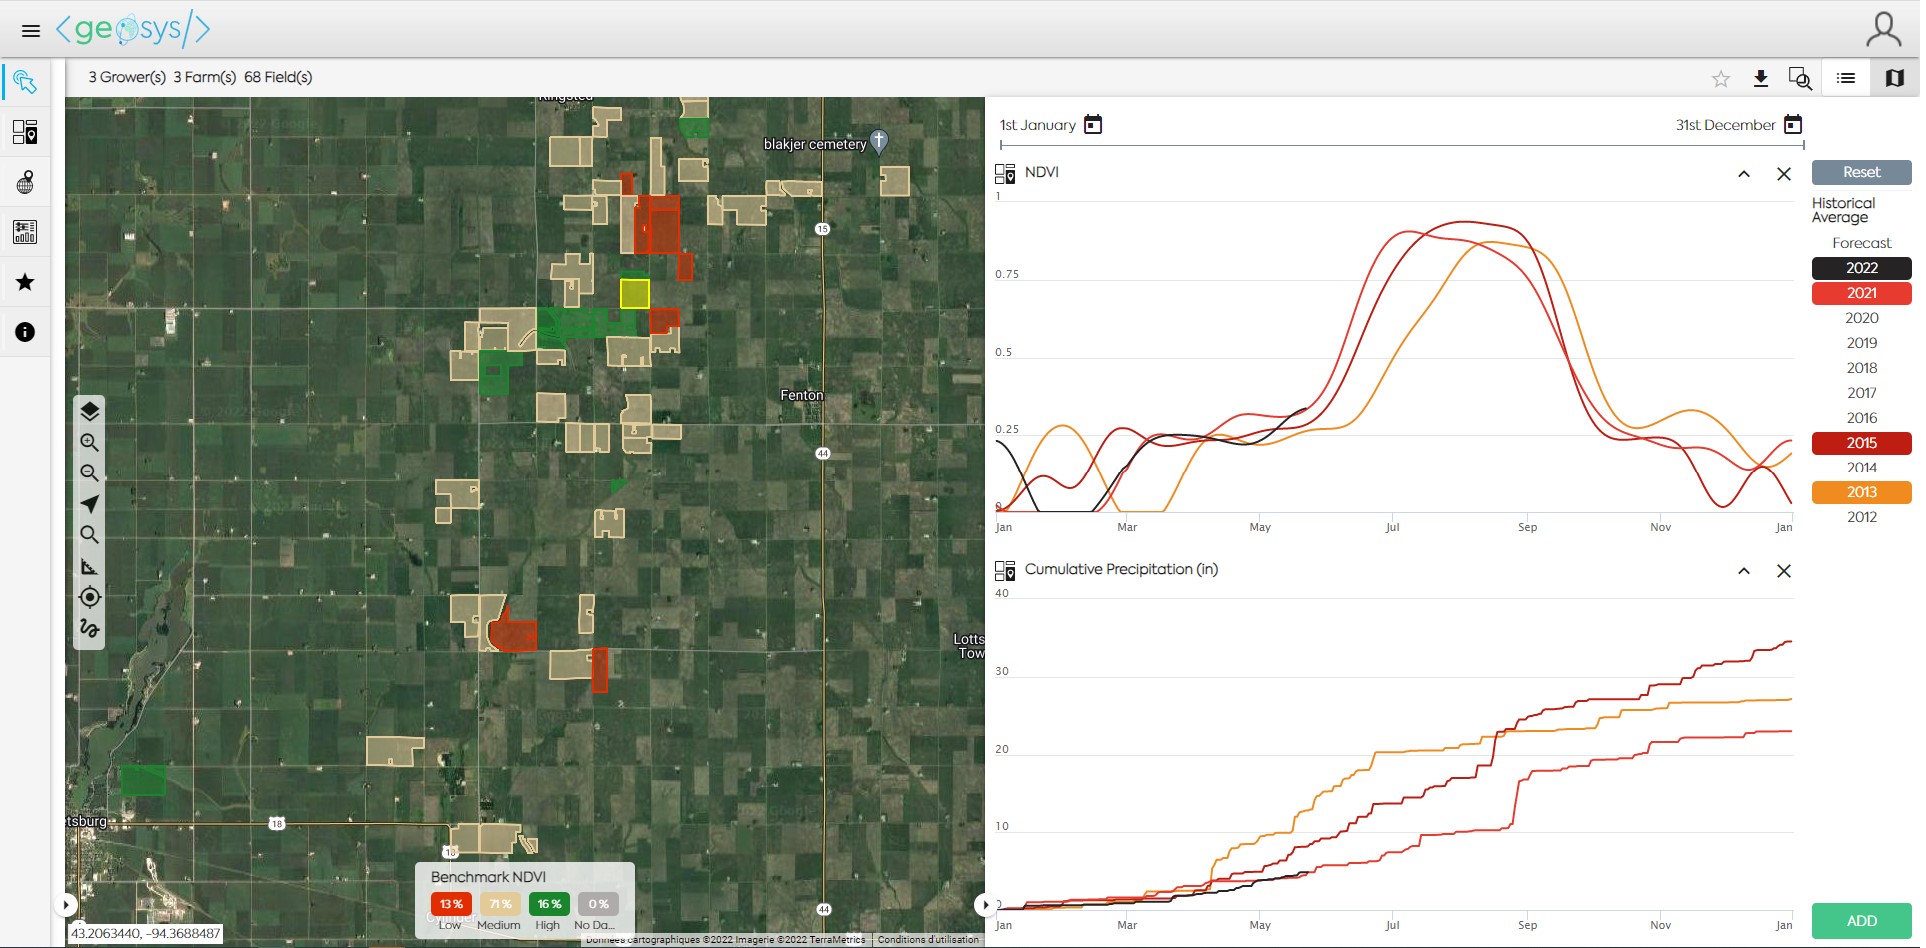 <geosys/>
3 Grower(s) 3 Farm(s) 68 Field(s)
Ringsted
blakjer cemetery
15
Fenton
44
Lotts
Tow
tsburg
18
18
44
Benchmark NDVI
13 % 71 % 16 % 0 %
Low Medium High No Da...
Cylinder
43.2063440, -94.3688487
Données cartographiques ©2022 Imagerie ©2022 TerraMetrics Conditions d'utilisation
1st January
31st December
NDVI
1
0.75
0.5
0.25
0
Jan Mar May Jul Sep Nov Jan
Cumulative Precipitation (in)
40
30
20
10
0
Jan Mar May Jul Sep Nov Jan
Reset
Historical
Average
Forecast
2022
2021
2020
2019
2018
2017
2016
2015
2014
2013
2012
ADD